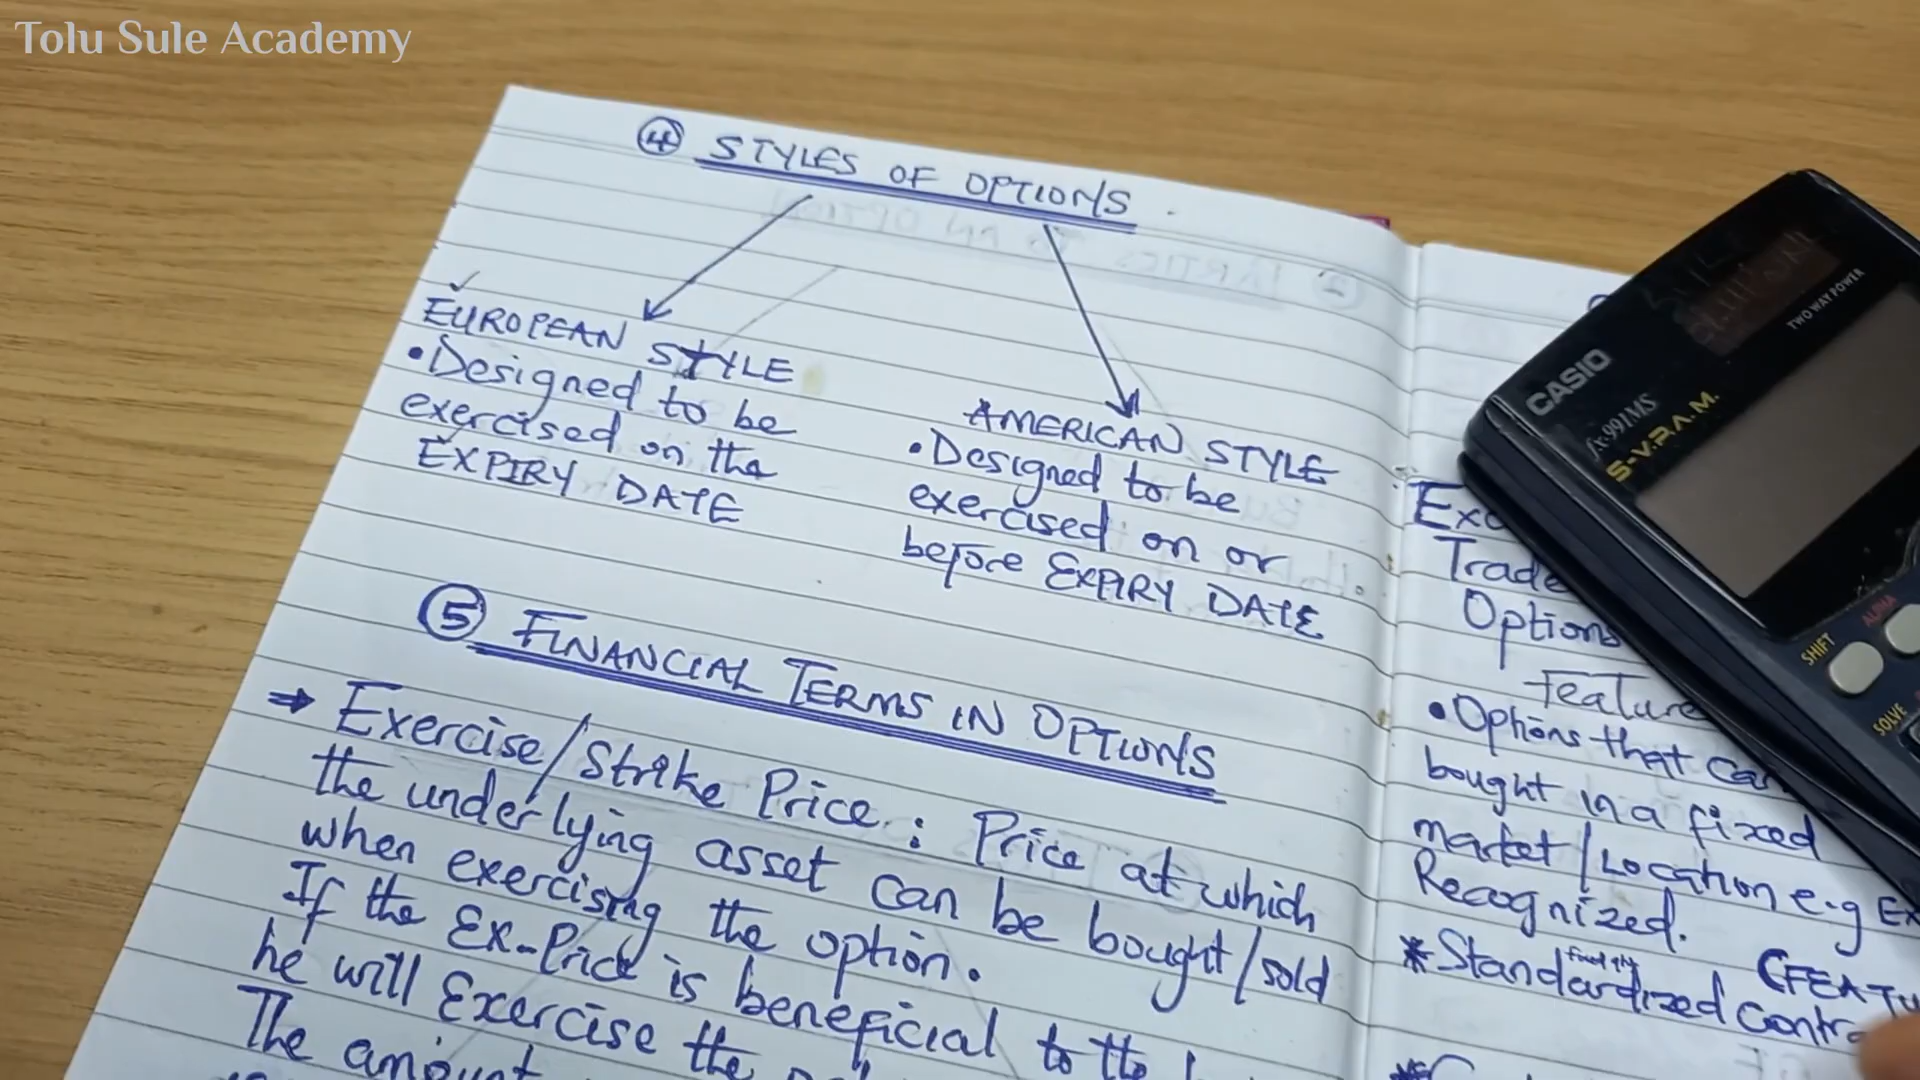 Tolu Sule Academy
4 STYLES OF OPTIONS
EUROPEAN STYLE
• Designed to be
exercised on the
EXPIRY DATE
AMERICAN STYLE
• Designed to be
exercised on or
before EXPIRY DATE
5 FINANCIAL TERMS IN OPTIONS
→ Exercise/Strike Price : Price at which
the underlying asset can be bought/sold
when exercising the option.
If the Ex-Price is beneficial to the
he will Exercise the
The amount
Trade
Options
• Options that can
bought in a fixed
market/Location e.g
Recognized.
* Standardized
CASIO
fx-991MS
S-V.P.A.M.
TWO WAY POWER
SHIFT
ALPHA
SOLVE